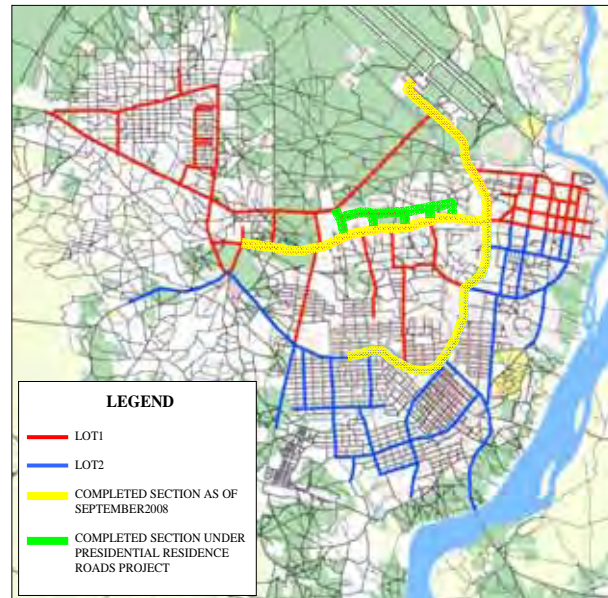 LEGEND
LOT1
LOT2
COMPLETED SECTION AS OF
SEPTEMBER2008
COMPLETED SECTION UNDER
PRESIDENTIAL RESIDENCE
ROADS PROJECT